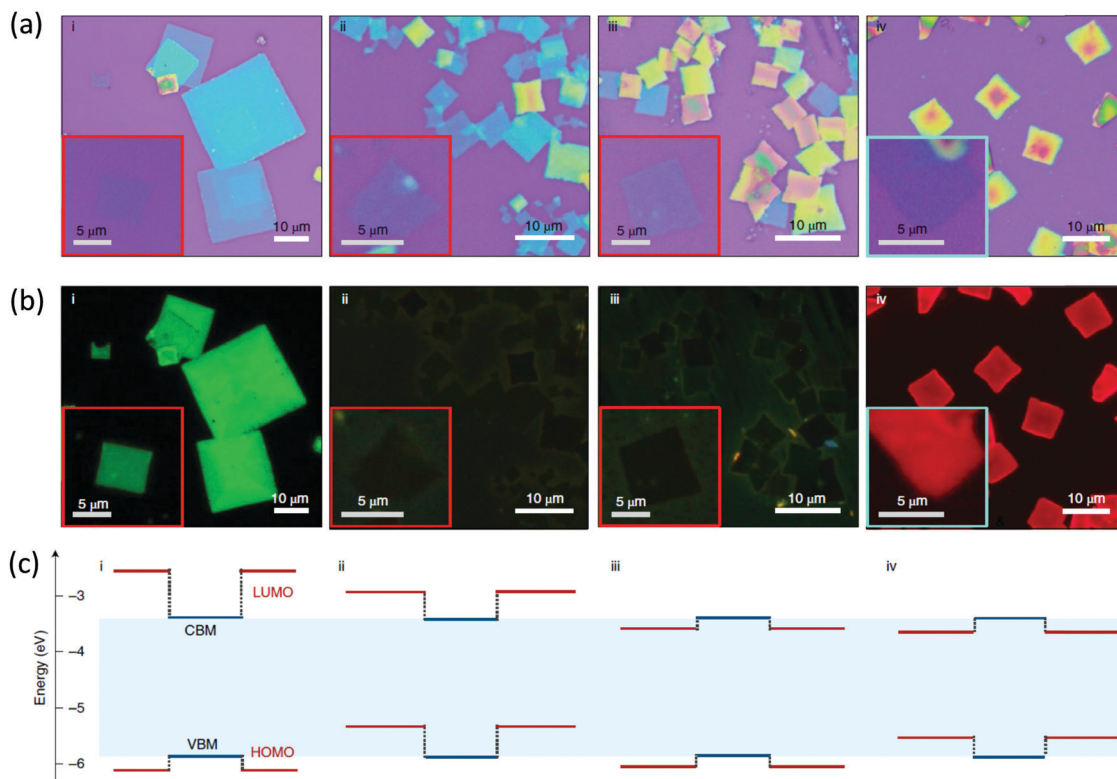 (a)
i
ii
iii
iv
5 μm
10 μm
5 μm
10 μm
5 μm
10 μm
5 μm
10 μm
(b)
i
ii
iii
iv
5 μm
10 μm
5 μm
10 μm
5 μm
10 μm
5 μm
10 μm
(c)
i
ii
iii
iv
Energy (eV)
−3
−4
−5
−6
LUMO
CBM
VBM
HOMO